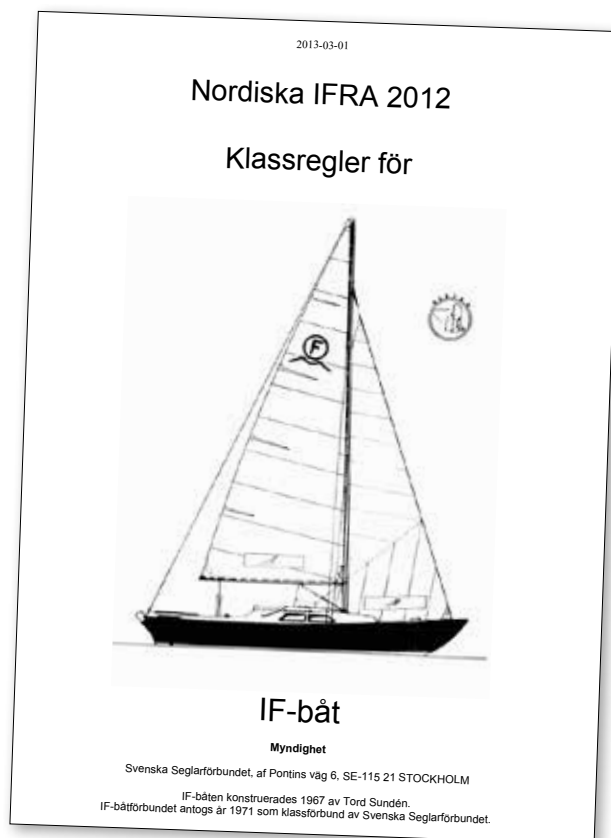 2013-03-01
Nordiska IFRA 2012
Klassregler för
F
IF-båt
Myndighet
Svenska Seglarförbundet, af Pontins väg 6, SE-115 21 STOCKHOLM
IF-båten konstruerades 1967 av Tord Sundén.
IF-båtförbundet antogs år 1971 som klassförbund av Svenska Seglarförbundet.